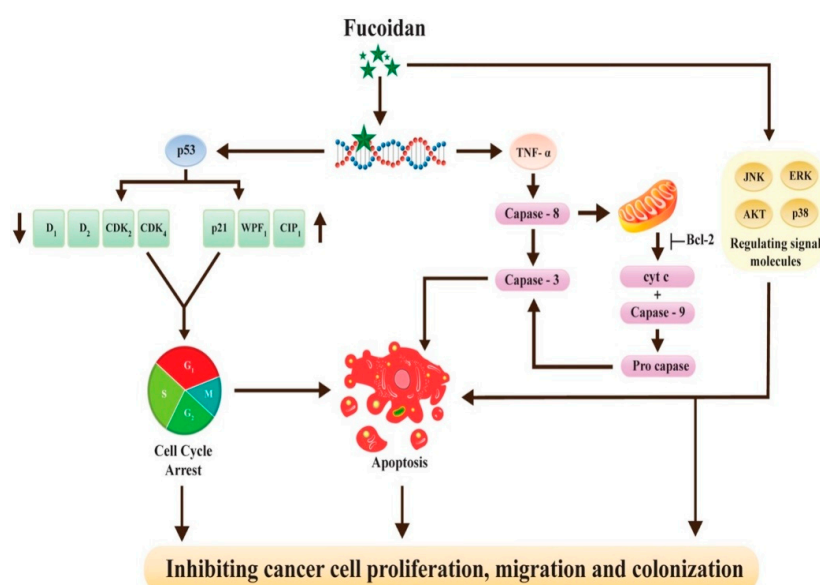 Fucoidan
p53
TNF- α
JNK
ERK
AKT
p38
Regulating signal
molecules
D1
D2
CDK2
CDK4
p21
WPF1
CIP1
Capase - 8
Bcl-2
Capase - 3
cyt c
+
Capase - 9
Pro capase
G1
S
M
G2
Cell Cycle
Arrest
Apoptosis
Inhibiting cancer cell proliferation, migration and colonization